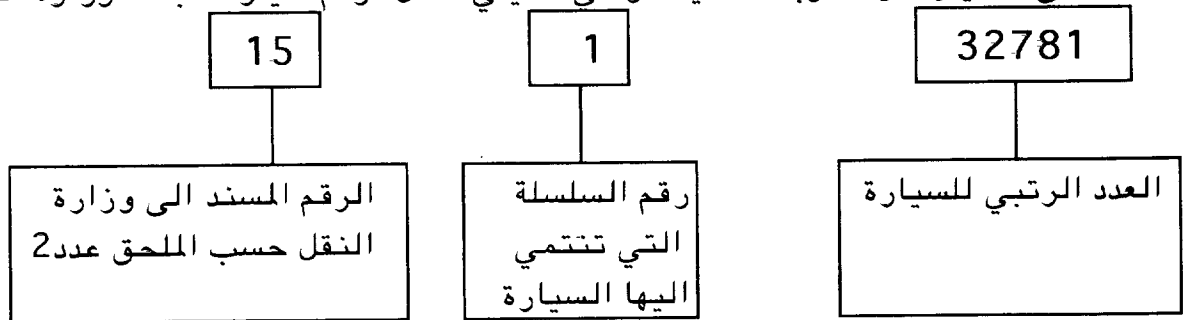 32781
1
15
العدد الرتبي للسيارة
رقم السلسلة
التي تنتمي
اليها السيارة
الرقم المسند الى وزارة
النقل حسب الملحق عدد2